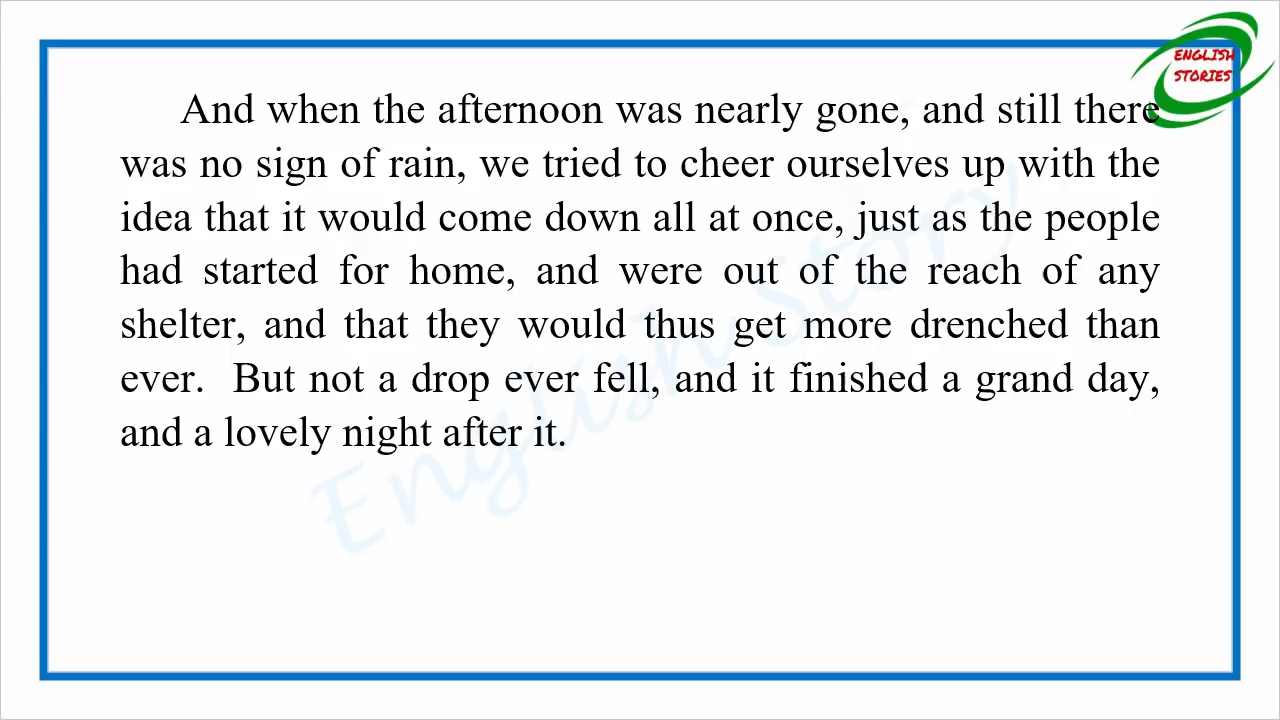 ENGLISH
STORIES
And when the afternoon was nearly gone, and still there
was no sign of rain, we tried to cheer ourselves up with the
idea that it would come down all at once, just as the people
had started for home, and were out of the reach of any
shelter, and that they would thus get more drenched than
ever.  But not a drop ever fell, and it finished a grand day,
and a lovely night after it.
English Story